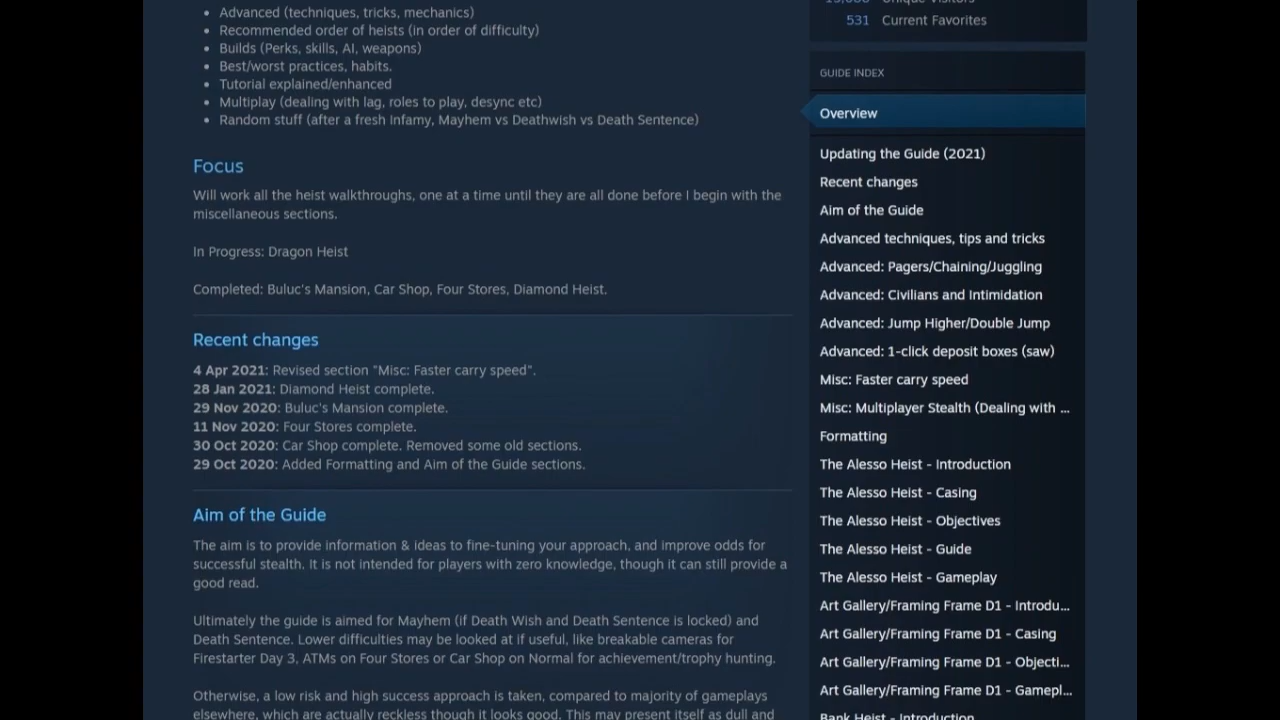 Advanced (techniques, tricks, mechanics)
Recommended order of heists (in order of difficulty)
Builds (Perks, skills, AI, weapons)
Best/worst practices, habits.
Tutorial explained/enhanced
Multiplay (dealing with lag, roles to play, desync etc)
Random stuff (after a fresh Infamy, Mayhem vs Deathwish vs Death Sentence)
Focus
Will work all the heist walkthroughs, one at a time until they are all done before I begin with the
miscellaneous sections.
In Progress: Dragon Heist
Completed: Buluc's Mansion, Car Shop, Four Stores, Diamond Heist.
Recent changes
4 Apr 2021: Revised section "Misc: Faster carry speed".
28 Jan 2021: Diamond Heist complete.
29 Nov 2020: Buluc's Mansion complete.
11 Nov 2020: Four Stores complete.
30 Oct 2020: Car Shop complete. Removed some old sections.
29 Oct 2020: Added Formatting and Aim of the Guide sections.
Aim of the Guide
The aim is to provide information & ideas to fine-tuning your approach, and improve odds for
successful stealth. It is not intended for players with zero knowledge, though it can still provide a
good read.
Ultimately the guide is aimed for Mayhem (if Death Wish and Death Sentence is locked) and
Death Sentence. Lower difficulties may be looked at if useful, like breakable cameras for
Firestarter Day 3, ATMs on Four Stores or Car Shop on Normal for achievement/trophy hunting.
Otherwise, a low risk and high success approach is taken, compared to majority of gameplays
elsewhere, which are actually reckless though it looks good. This may present itself as dull and
Unique Visitors
531 Current Favorites
GUIDE INDEX
Overview
Updating the Guide (2021)
Recent changes
Aim of the Guide
Advanced techniques, tips and tricks
Advanced: Pagers/Chaining/Juggling
Advanced: Civilians and Intimidation
Advanced: Jump Higher/Double Jump
Advanced: 1-click deposit boxes (saw)
Misc: Faster carry speed
Misc: Multiplayer Stealth (Dealing with ...
Formatting
The Alesso Heist - Introduction
The Alesso Heist - Casing
The Alesso Heist - Objectives
The Alesso Heist - Guide
The Alesso Heist - Gameplay
Art Gallery/Framing Frame D1 - Introdu...
Art Gallery/Framing Frame D1 - Casing
Art Gallery/Framing Frame D1 - Objecti...
Art Gallery/Framing Frame D1 - Gamepl...
Bank Heist - Introduction